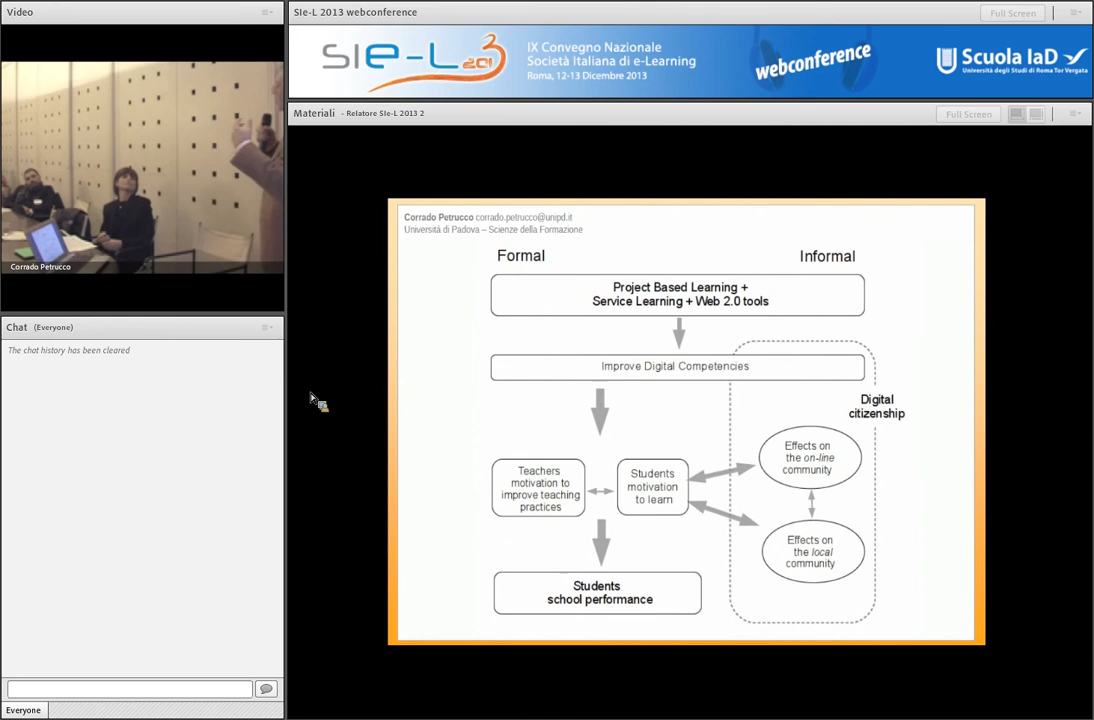 Video
Corrado Petrucco
Chat (Everyone)
The chat history has been cleared
Everyone
SIe-L 2013 webconference
Full Screen
SIe-L 2013
IX Convegno Nazionale
Società Italiana di e-Learning
Roma, 12-13 Dicembre 2013
webconference
Scuola IaD
Università degli Studi di Roma Tor Vergata
Materiali - Relatore SIe-L 2013 2
Full Screen
Corrado Petrucco corrado.petrucco@unipd.it
Università di Padova – Scienze della Formazione
Formal
Informal
Project Based Learning +
Service Learning + Web 2.0 tools
Improve Digital Competencies
Digital
citizenship
Teachers
motivation to
improve teaching
practices
Students
motivation
to learn
Effects on
the on-line
community
Effects on
the local
community
Students
school performance